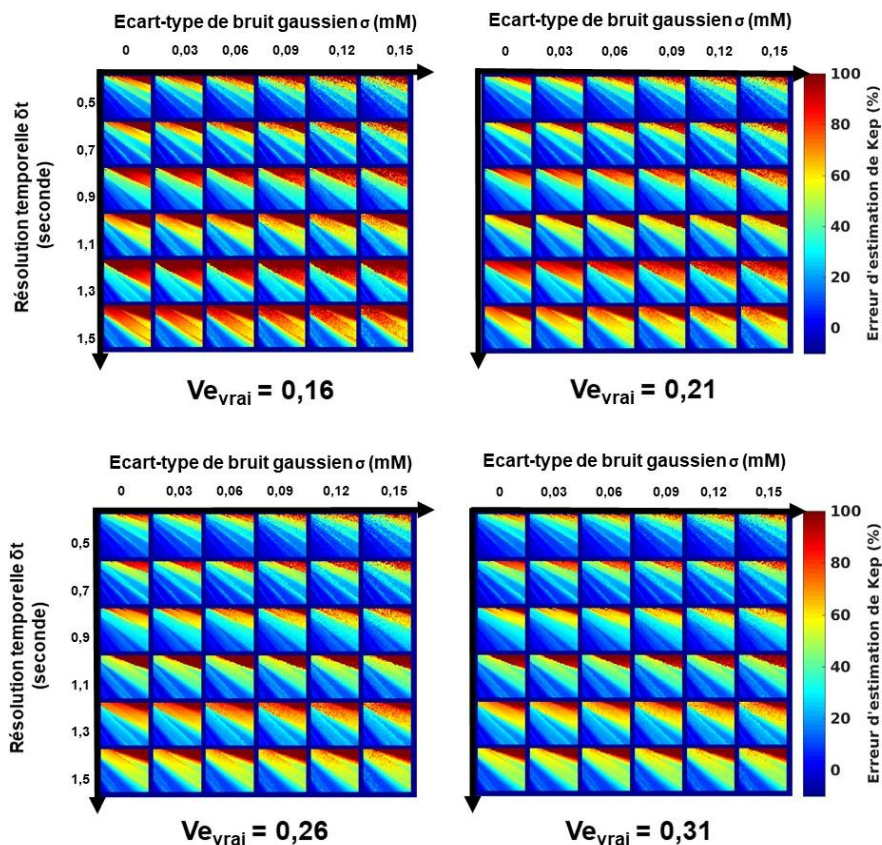 Ecart-type de bruit gaussien σ (mM)
0 0,03 0,06 0,09 0,12 0,15
Résolution temporelle δt
(seconde)
0,5
0,7
0,9
1,1
1,3
1,5
Ve_vrai = 0,16
Ecart-type de bruit gaussien σ (mM)
0 0,03 0,06 0,09 0,12 0,15
Ve_vrai = 0,21
100
80
60
40
20
0
Erreur d'estimation de Kep (%)
Ecart-type de bruit gaussien σ (mM)
0 0,03 0,06 0,09 0,12 0,15
Résolution temporelle δt
(seconde)
0,5
0,7
0,9
1,1
1,3
1,5
Ve_vrai = 0,26
Ecart-type de bruit gaussien σ (mM)
0 0,03 0,06 0,09 0,12 0,15
Ve_vrai = 0,31
100
80
60
40
20
0
Erreur d'estimation de Kep (%)